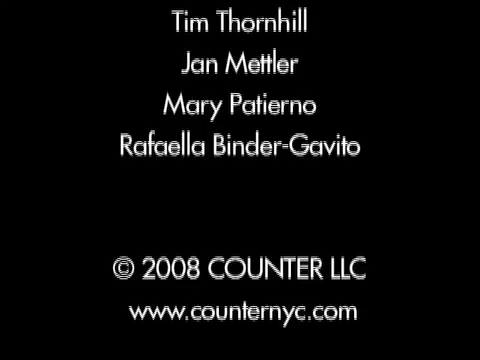 Tim Thornhill
Jan Mettler
Mary Patierno
Rafaella Binder-Gavito
© 2008 COUNTER LLC
www.counternyc.com